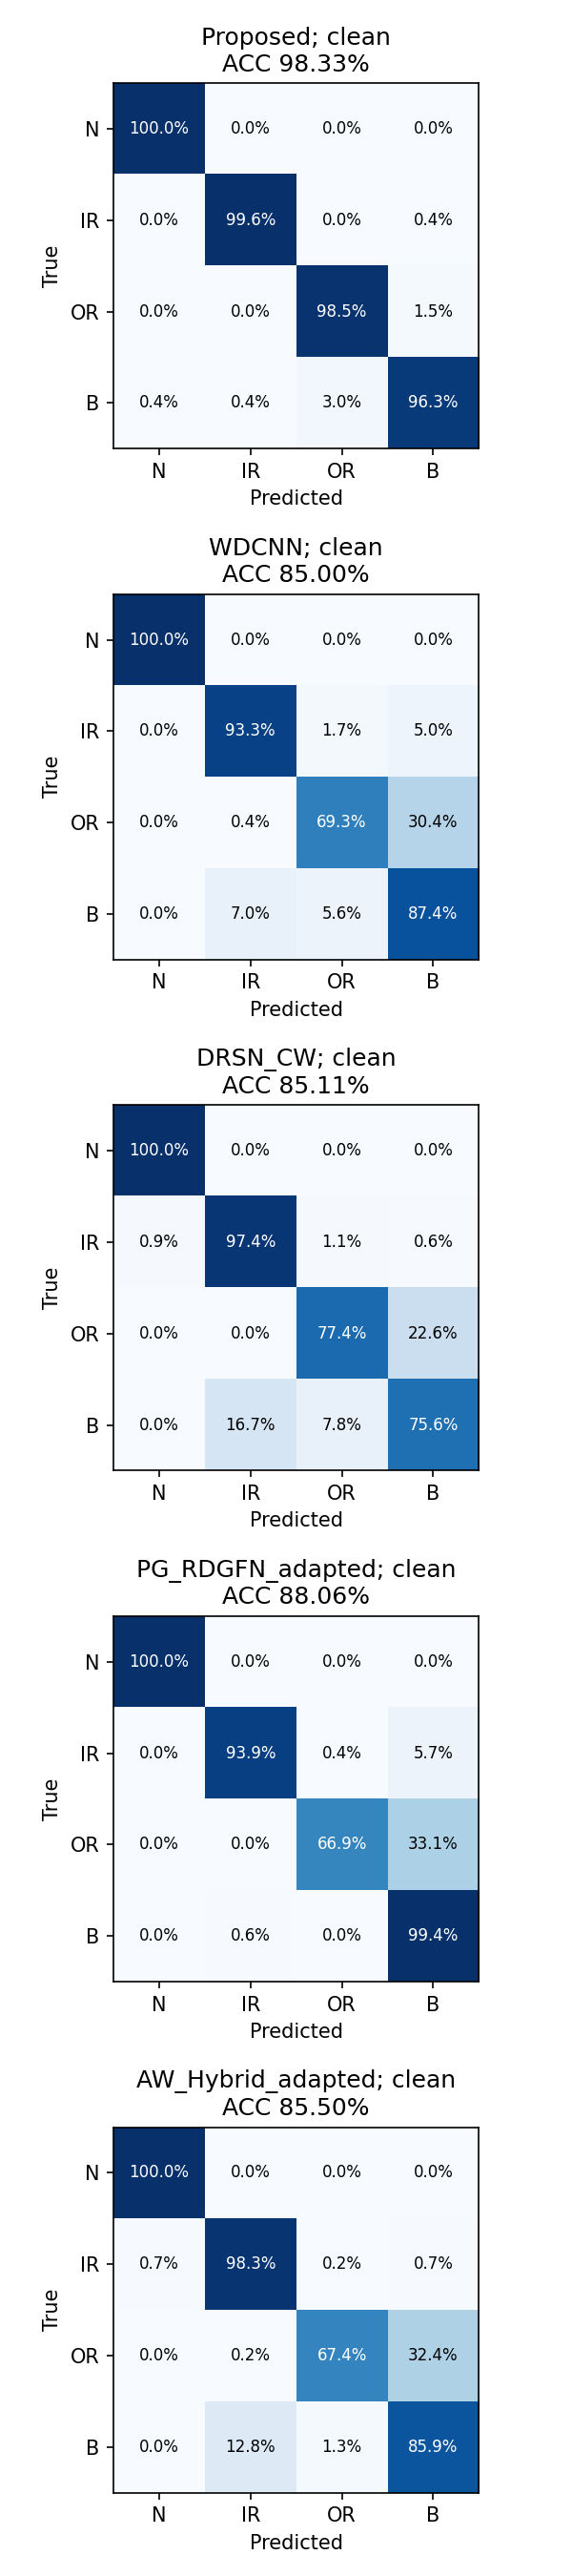 Proposed; clean
ACC 98.33%
N 100.0% 0.0% 0.0% 0.0%
IR 0.0% 99.6% 0.0% 0.4%
OR 0.0% 0.0% 98.5% 1.5%
B 0.4% 0.4% 3.0% 96.3%
True
N IR OR B
Predicted
WDCNN; clean
ACC 85.00%
N 100.0% 0.0% 0.0% 0.0%
IR 0.0% 93.3% 1.7% 5.0%
OR 0.0% 0.4% 69.3% 30.4%
B 0.0% 7.0% 5.6% 87.4%
True
N IR OR B
Predicted
DRSN_CW; clean
ACC 85.11%
N 100.0% 0.0% 0.0% 0.0%
IR 0.9% 97.4% 1.1% 0.6%
OR 0.0% 0.0% 77.4% 22.6%
B 0.0% 16.7% 7.8% 75.6%
True
N IR OR B
Predicted
PG_RDGFN_adapted; clean
ACC 88.06%
N 100.0% 0.0% 0.0% 0.0%
IR 0.0% 93.9% 0.4% 5.7%
OR 0.0% 0.0% 66.9% 33.1%
B 0.0% 0.6% 0.0% 99.4%
True
N IR OR B
Predicted
AW_Hybrid_adapted; clean
ACC 85.50%
N 100.0% 0.0% 0.0% 0.0%
IR 0.7% 98.3% 0.2% 0.7%
OR 0.0% 0.2% 67.4% 32.4%
B 0.0% 12.8% 1.3% 85.9%
True
N IR OR B
Predicted